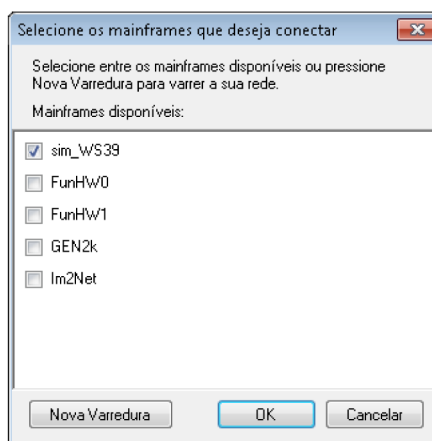 Selecione os mainframes que deseja conectar
Selecione entre os mainframes disponíveis ou pressione
Nova Varredura para varrer a sua rede.
Mainframes disponíveis:
sim_WS39
FunHW0
FunHW1
GEN2k
Im2Net
Nova Varredura OK Cancelar